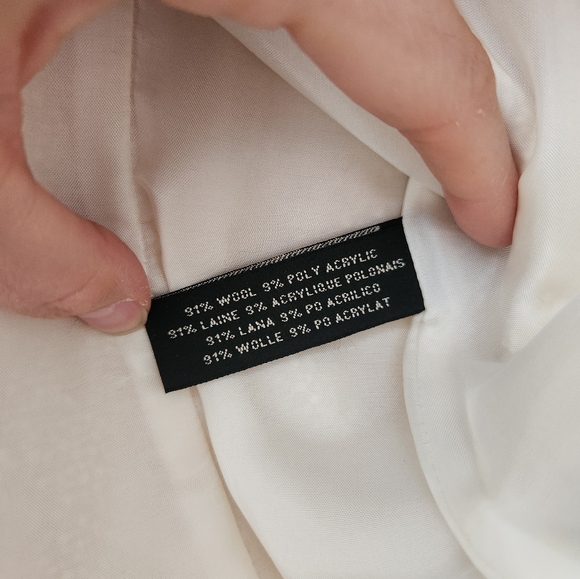 91% WOOL 9% POLY ACRYLIC
91% LAINE 9% ACRYLIQUE POLONAIS
91% LANA 9% PO ACRILICO
91% WOLLE 9% PO ACRYLAT